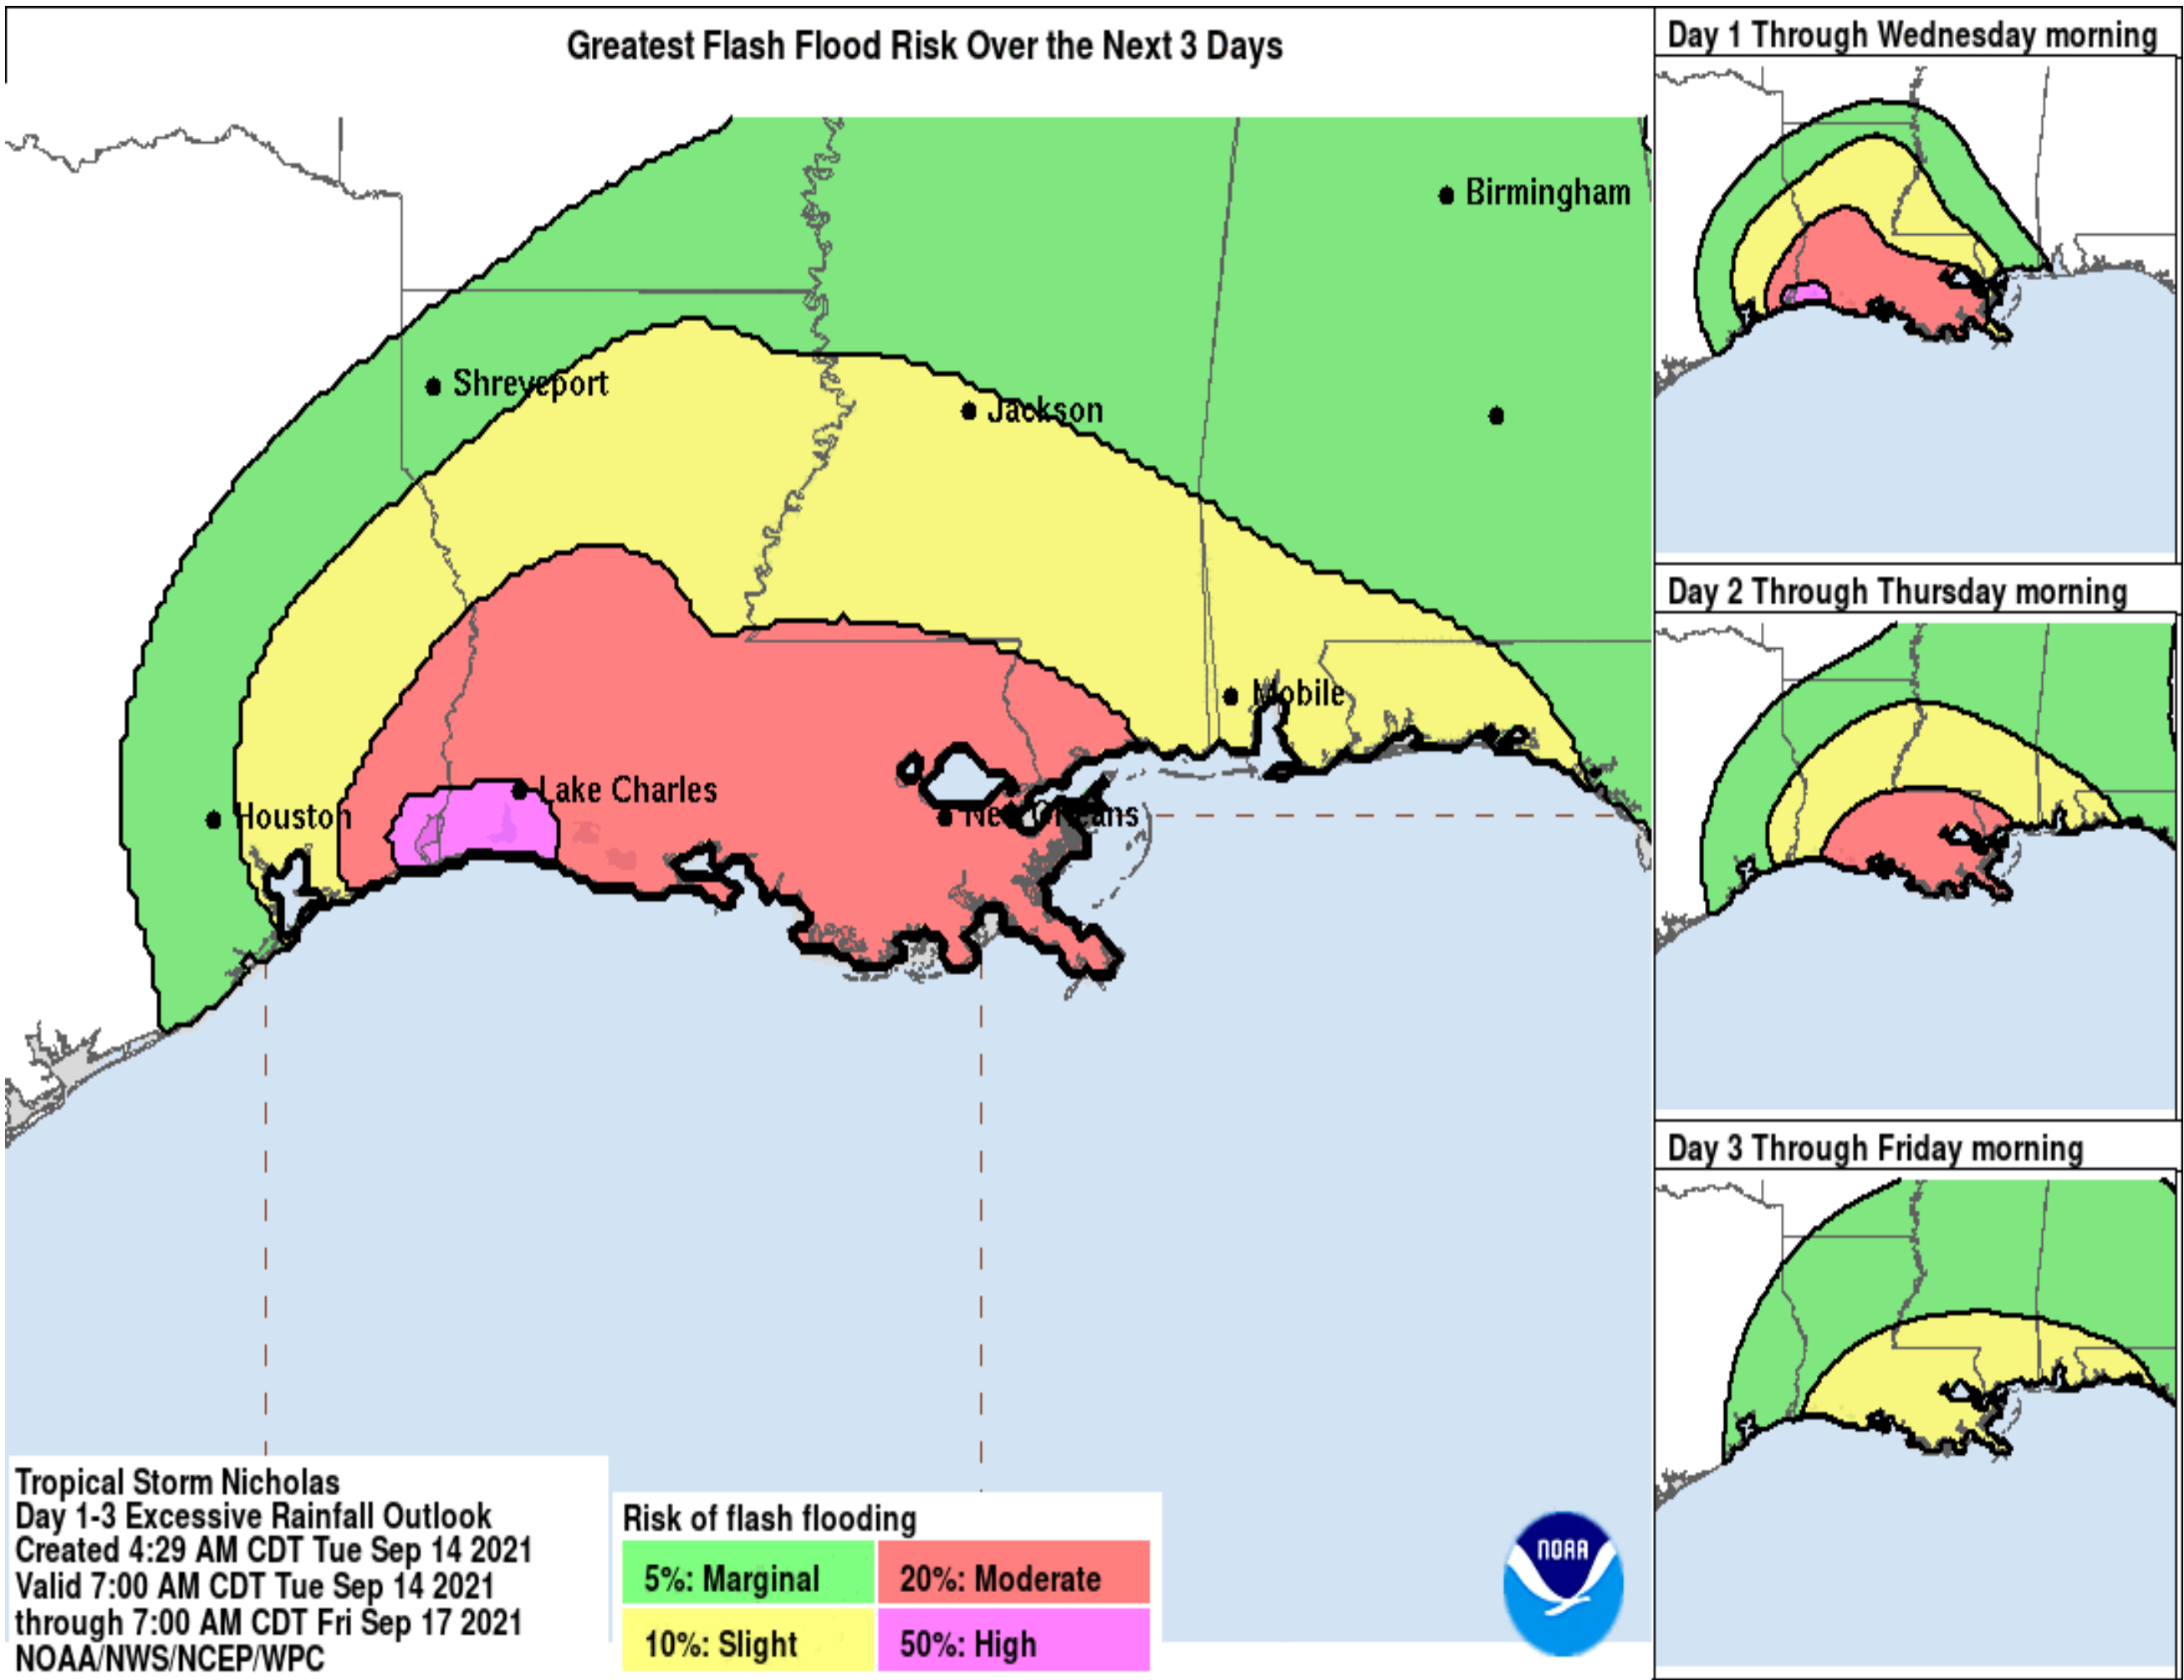 Greatest Flash Flood Risk Over the Next 3 Days
Birmingham
Shreveport
Jackson
Mobile
Lake Charles
Houston
New Orleans
Tropical Storm Nicholas
Day 1-3 Excessive Rainfall Outlook
Created 4:29 AM CDT Tue Sep 14 2021
Valid 7:00 AM CDT Tue Sep 14 2021
through 7:00 AM CDT Fri Sep 17 2021
NOAA/NWS/NCEP/WPC
Risk of flash flooding
5%: Marginal
20%: Moderate
10%: Slight
50%: High
NOAA
Day 1 Through Wednesday morning
Day 2 Through Thursday morning
Day 3 Through Friday morning